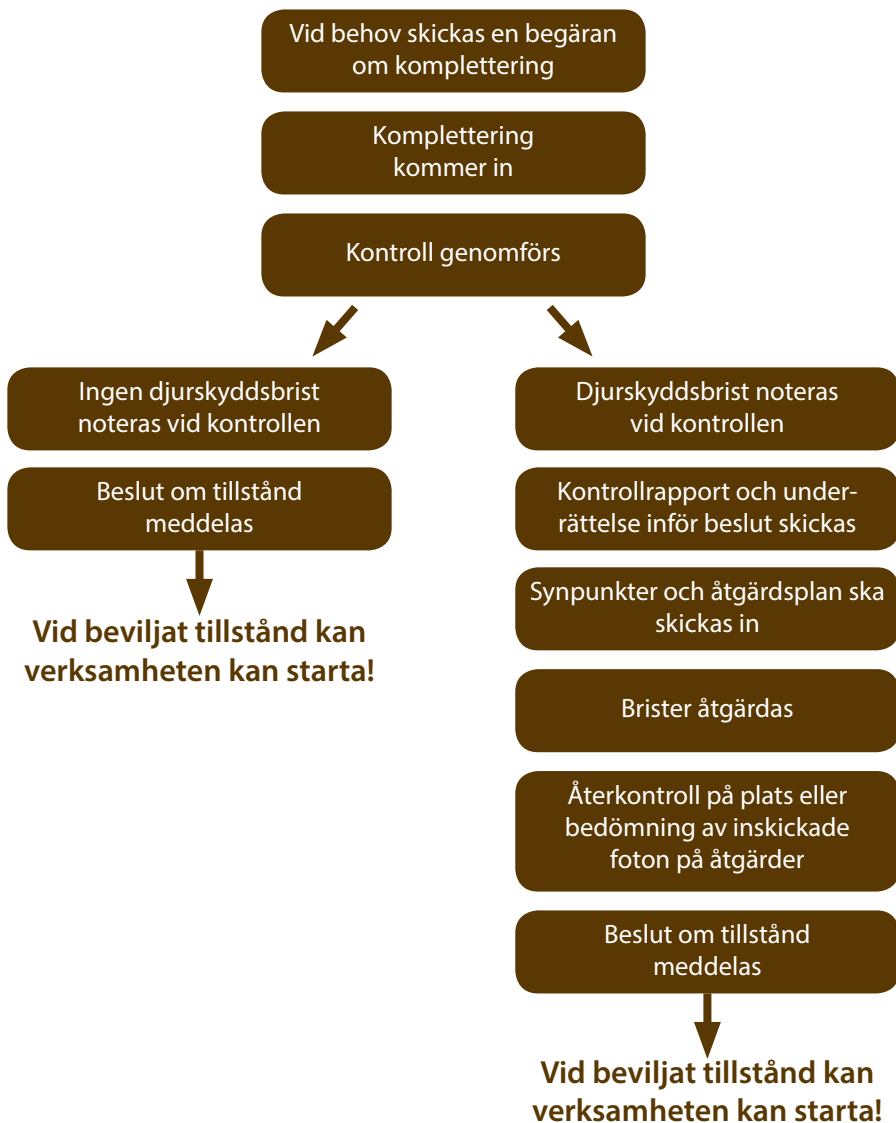 Vid behov skickas en begäran
om komplettering
Komplettering
kommer in
Kontroll genomförs
Ingen djurskyddsbrist
noteras vid kontrollen
Beslut om tillstånd
meddelas
Vid beviljat tillstånd kan
verksamheten kan starta!
Djurskyddsbrist noteras
vid kontrollen
Kontrollrapport och under-
rättelse inför beslut skickas
Synpunkter och åtgärdsplan ska
skickas in
Brister åtgärdas
Återkontroll på plats eller
bedömning av inskickade
foton på åtgärder
Beslut om tillstånd
meddelas
Vid beviljat tillstånd kan
verksamheten kan starta!